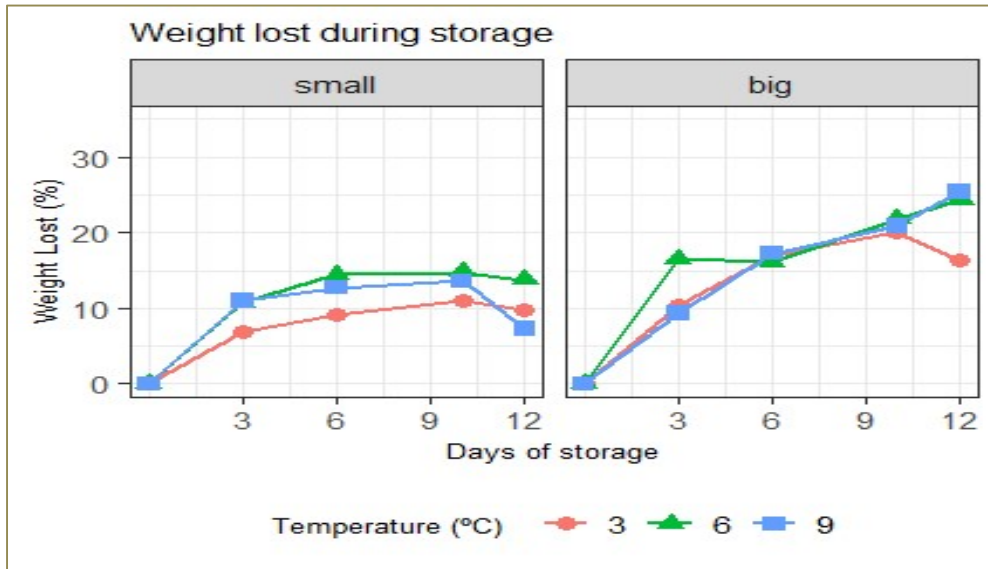 Weight lost during storage
small big
Weight Lost (%)
30
20
10
0
3 6 9 12 3 6 9 12
Days of storage
Temperature (ºC) 3 6 9